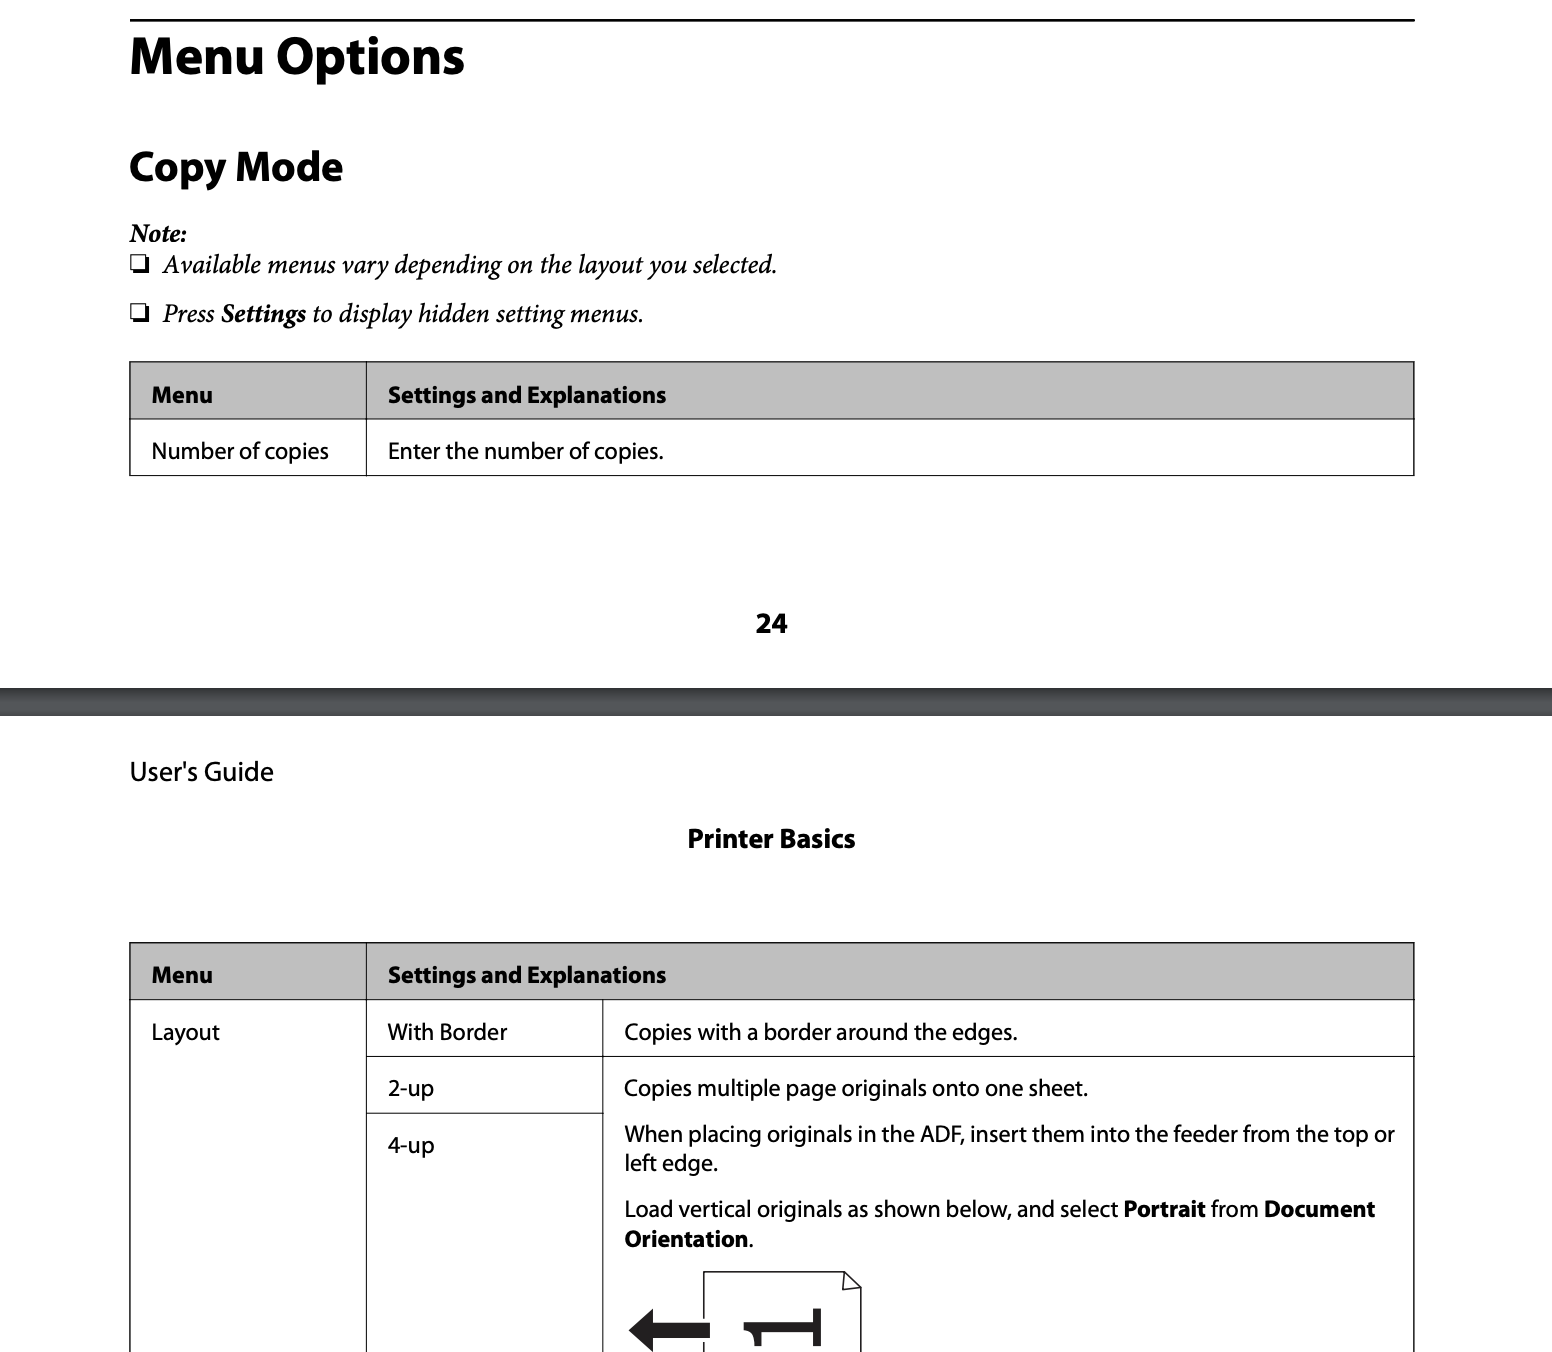 Menu Options
Copy Mode
Note:
❏ Available menus vary depending on the layout you selected.
❏ Press Settings to display hidden setting menus.
Menu Settings and Explanations
Number of copies Enter the number of copies.
24
User's Guide
Printer Basics
Menu Settings and Explanations
Layout With Border Copies with a border around the edges.
2-up Copies multiple page originals onto one sheet.
4-up When placing originals in the ADF, insert them into the feeder from the top or
left edge.
Load vertical originals as shown below, and select Portrait from Document
Orientation.
1